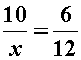 10/x = 6/12